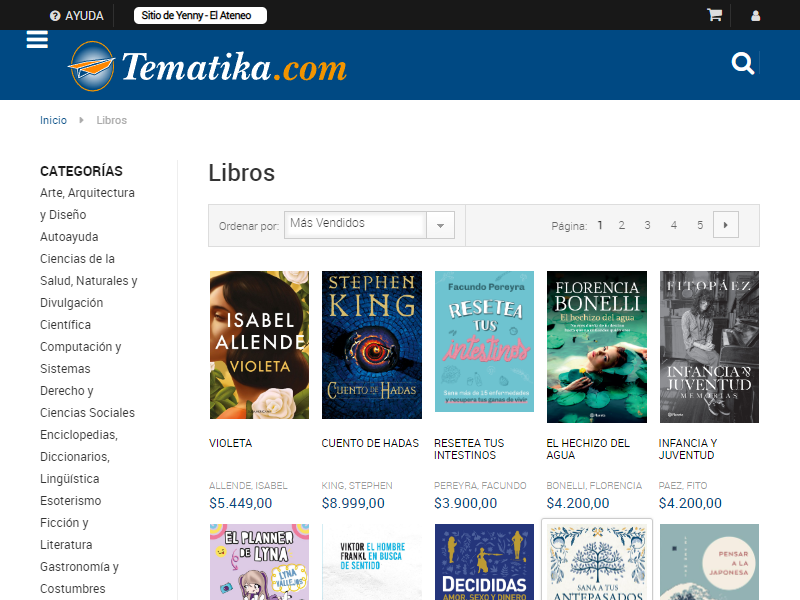 AYUDA
Sitio de Yenny - El Ateneo
Tematika.com
Inicio
Libros
CATEGORÍAS
Arte, Arquitectura
y Diseño
Autoayuda
Ciencias de la
Salud, Naturales y
Divulgación
Científica
Computación y
Sistemas
Derecho y
Ciencias Sociales
Enciclopedias,
Diccionarios,
Lingüística
Esoterismo
Ficción y
Literatura
Gastronomía y
Costumbres
Libros
Ordenar por:
Más Vendidos
Página: 1 2 3 4 5
ISABEL
ALLENDE
VIOLETA
STEPHEN
KING
CUENTO DE HADAS
Facundo Pereyra
RESETEA
TUS
intestinos
Sane más de 18 enfermedades
y recupera tus ganas de vivir
FLORENCIA
BONELLI
El hechizo del agua
Planeta
FITO PÁEZ
INFANCIA &
JUVENTUD
MEMORIAS
Planeta
VIOLETA
CUENTO DE HADAS
RESETEA TUS
INTESTINOS
EL HECHIZO DEL
AGUA
INFANCIA Y
JUVENTUD
ALLENDE, ISABEL
KING, STEPHEN
PEREYRA, FACUNDO
BONELLI, FLORENCIA
PAEZ, FITO
$5.449,00
$8.999,00
$3.900,00
$4.200,00
$4.200,00
EL PLANNER
DE LYNA
LYNA
VALLEJOS
VIKTOR EL HOMBRE
FRANKL EN BUSCA
DE SENTIDO
DECIDIDAS
AMOR, SEXO Y DINERO
SANA A TUS
ANTEPASADOS
PENSAR
A LA
JAPONESA